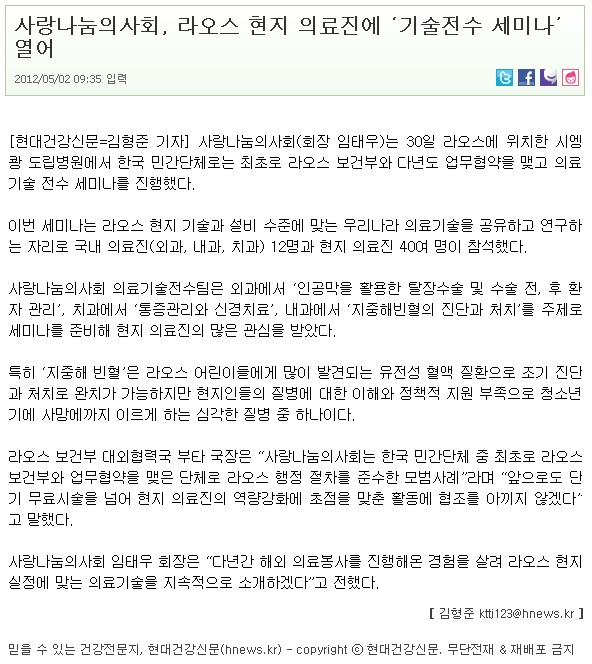 사랑나눔의사회, 라오스 현지 의료진에 ‘기술전수 세미나’
열어
2012/05/02 09:35 입력
[현대건강신문=김형준 기자] 사랑나눔의사회(회장 임태우)는 30일 라오스에 위치한 시엥
쾅 도립병원에서 한국 민간단체로는 최초로 라오스 보건부와 다년도 업무협약을 맺고 의료
기술 전수 세미나를 진행했다.
이번 세미나는 라오스 현지 기술과 설비 수준에 맞는 우리나라 의료기술을 공유하고 연구하
는 자리로 국내 의료진(외과, 내과, 치과) 12명과 현지 의료진 40여 명이 참석했다.
사랑나눔의사회 의료기술전수팀은 외과에서 ‘인공막을 활용한 탈장수술 및 수술 전, 후 환
자 관리’, 치과에서 ‘통증관리와 신경치료’, 내과에서 ‘지중해빈혈의 진단과 처치’를 주제로
세미나를 준비해 현지 의료진의 많은 관심을 받았다.
특히 ‘지중해 빈혈’은 라오스 어린이들에게 많이 발견되는 유전성 혈액 질환으로 조기 진단
과 처치로 완치가 가능하지만 현지인들의 질병에 대한 이해와 정책적 지원 부족으로 청소년
기에 사망에까지 이르게 하는 심각한 질병 중 하나이다.
라오스 보건부 대외협력국 부타 국장은 “사랑나눔의사회는 한국 민간단체 중 최초로 라오스
보건부와 업무협약을 맺은 단체로 라오스 행정 절차를 준수한 모범사례”라며 “앞으로도 단
기 무료시술을 넘어 현지 의료진의 역량강화에 초점을 맞춘 활동에 협조를 아끼지 않겠다”
고 말했다.
사랑나눔의사회 임태우 회장은 “다년간 해외 의료봉사를 진행해온 경험을 살려 라오스 현지
실정에 맞는 의료기술을 지속적으로 소개하겠다”고 전했다.
[ 김형준 ktti123@hnews.kr ]
믿을 수 있는 건강전문지, 현대건강신문(hnews.kr) - copyright ⓒ 현대건강신문. 무단전재 & 재배포 금지